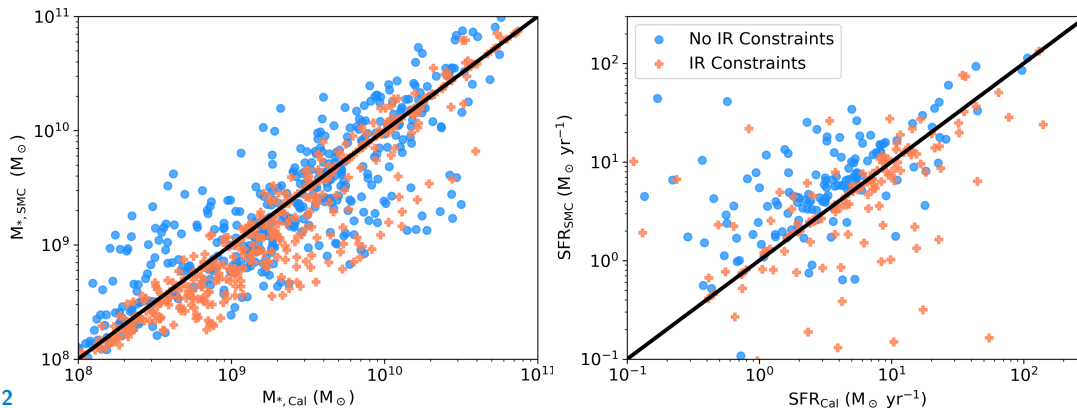 10¹¹
10¹⁰
10⁹
10⁸
M*,SMC (M⊙)
10⁸ 10⁹ 10¹⁰ 10¹¹
M*,Cal (M⊙)
No IR Constraints
IR Constraints
10²
10¹
10⁰
10⁻¹
SFRSMC (M⊙ yr⁻¹)
10⁻¹ 10⁰ 10¹ 10²
SFRCal (M⊙ yr⁻¹)
2